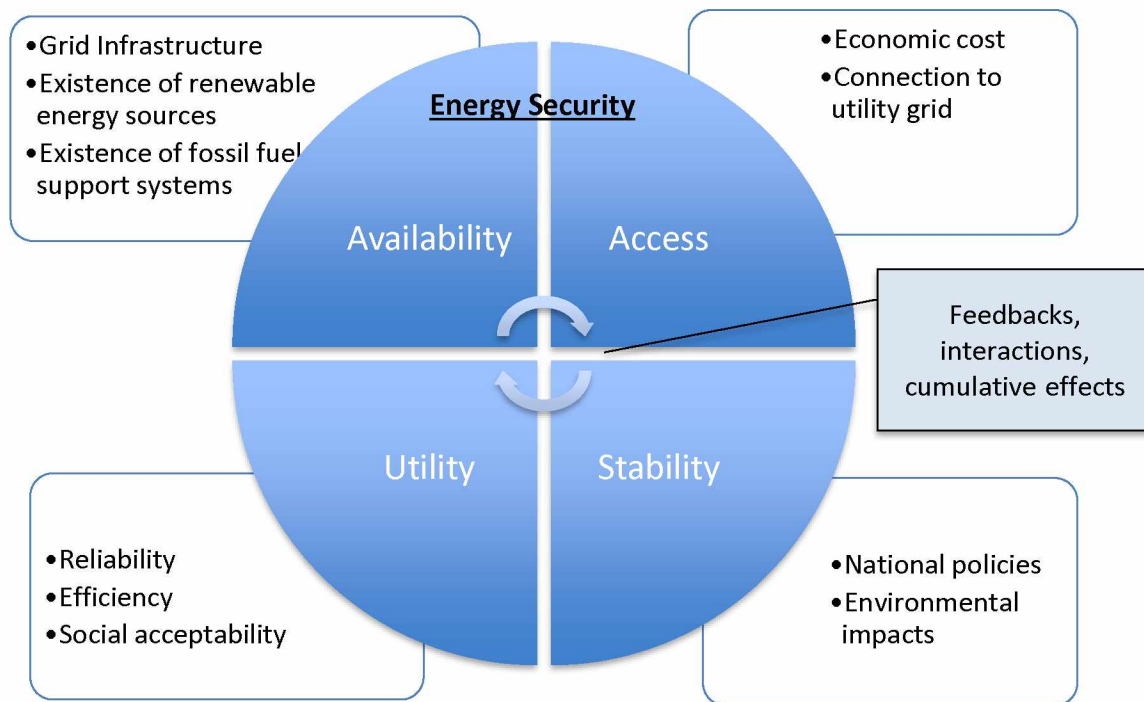 •Grid Infrastructure
•Existence of renewable
energy sources
•Existence of fossil fuel
support systems
•Economic cost
•Connection to
utility grid
Energy Security
Availability
Access
Feedbacks,
interactions,
cumulative effects
Utility
Stability
•Reliability
•Efficiency
•Social acceptability
•National policies
•Environmental
impacts